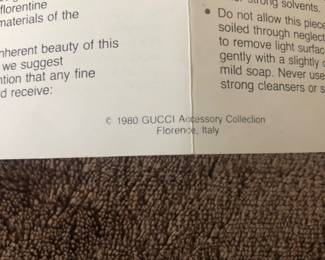 florentine
materials of the
inherent beauty of this
we suggest
ntion that any fine
d receive:
strong solvents.
• Do not allow this piece
soiled through neglect
to remove light surfac
gently with a slightly d
mild soap. Never use
strong cleansers or s
© 1980 GUCCI Accessory Collection
Florence, Italy